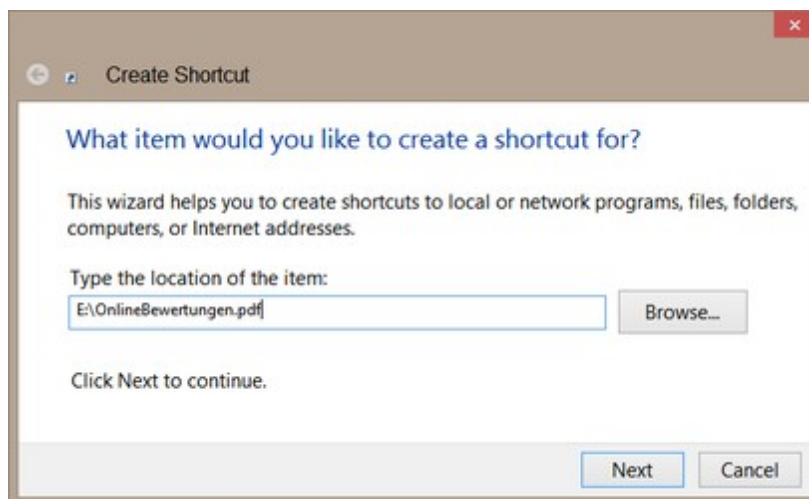 Create Shortcut
What item would you like to create a shortcut for?
This wizard helps you to create shortcuts to local or network programs, files, folders,
computers, or Internet addresses.
Type the location of the item:
E:\OnlineBewertungen.pdf
Browse...
Click Next to continue.
Next
Cancel